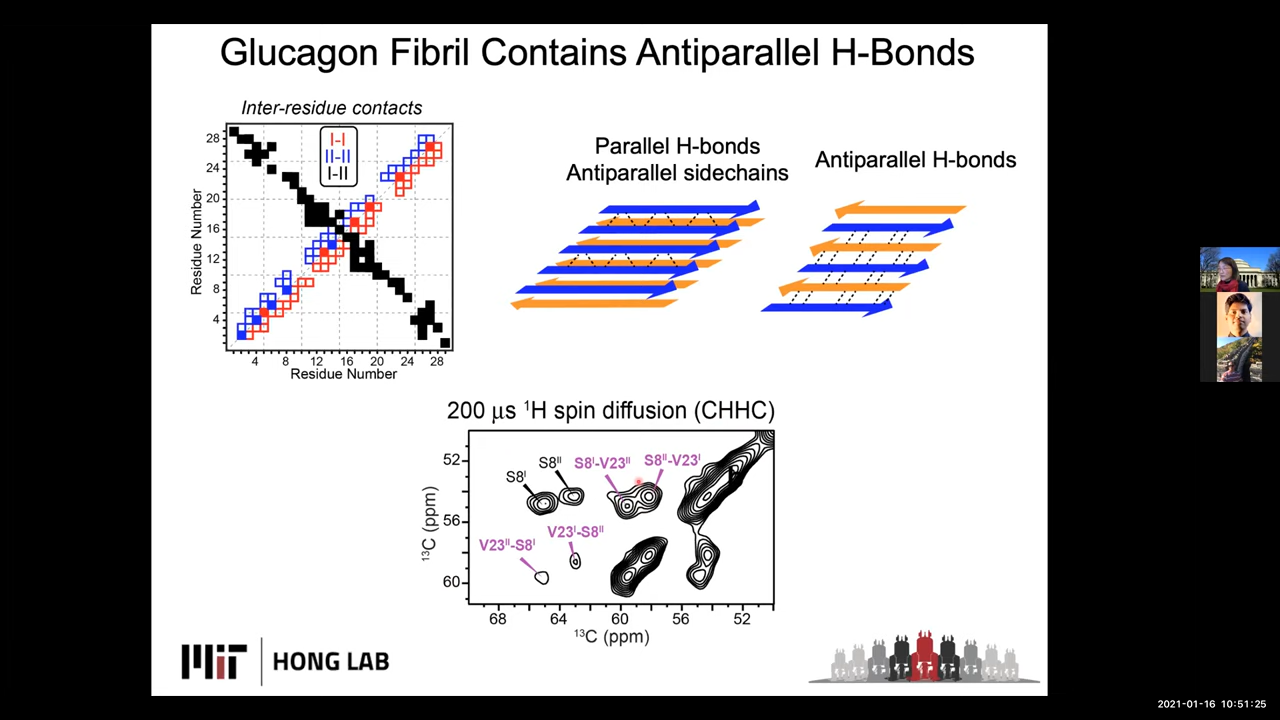 Glucagon Fibril Contains Antiparallel H-Bonds
Inter-residue contacts
I-I
II-II
I-II
28
24
20
16
12
8
4
Residue Number
4 8 12 16 20 24 28
Residue Number
Parallel H-bonds
Antiparallel sidechains
Antiparallel H-bonds
200 μs ¹H spin diffusion (CHHC)
S8ᴵ
S8ᴵᴵ
S8ᴵ-V23ᴵᴵ
S8ᴵᴵ-V23ᴵ
V23ᴵᴵ-S8ᴵ
V23ᴵ-S8ᴵᴵ
52
56
60
¹³C (ppm)
68 64 60 56 52
¹³C (ppm)
MIT
HONG LAB
2021-01-16 10:51:25